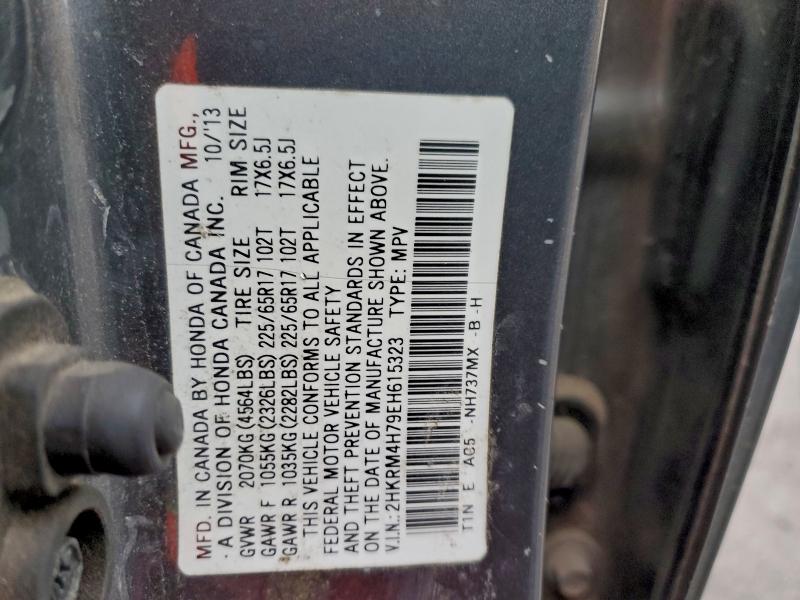 MFD. IN CANADA BY HONDA OF CANADA MFG.,
A DIVISION OF HONDA CANADA INC. 10/'13
GVWR 2070KG(4564LBS) TIRE SIZE RIM SIZE
GAWR F 1055KG(2326LBS) 225/65R17 102T 17X6.5J
GAWR R 1035KG(2282LBS) 225/65R17 102T 17X6.5J
THIS VEHICLE CONFORMS TO ALL APPLICABLE
FEDERAL MOTOR VEHICLE SAFETY
AND THEFT PREVENTION STANDARDS IN EFFECT
ON THE DATE OF MANUFACTURE SHOWN ABOVE.
V.I.N.:2HKRM4H79EH615323 TYPE: MPV
T1N E AC5 -NH737MX -B -H